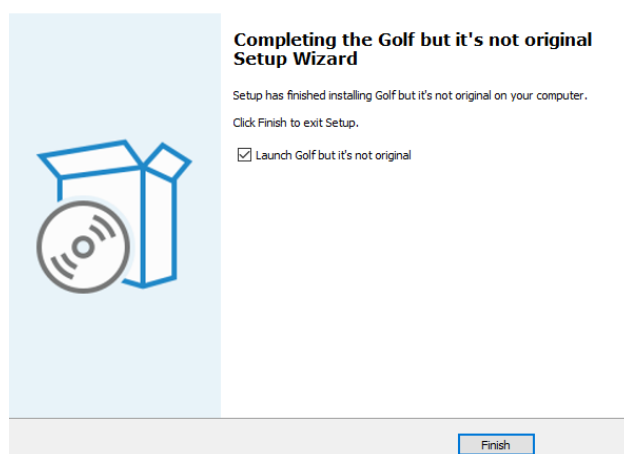 Completing the Golf but it's not original
Setup Wizard
Setup has finished installing Golf but it's not original on your computer.
Click Finish to exit Setup.
Launch Golf but it's not original
Finish